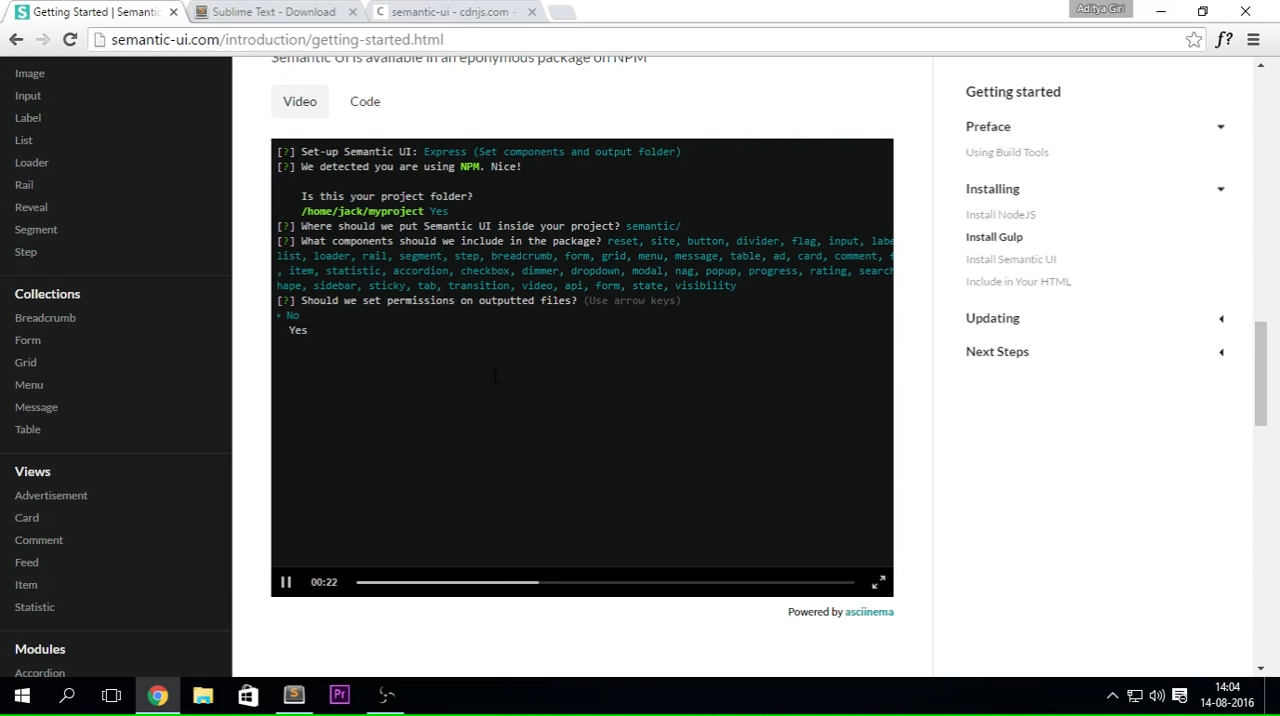 Getting Started | Semantic
Sublime Text - Download
semantic-ui - cdnjs.com -
Aditya Giri
semantic-ui.com/introduction/getting-started.html
f?
Image
Input
Label
List
Loader
Rail
Reveal
Segment
Step
Collections
Breadcrumb
Form
Grid
Menu
Message
Table
Views
Advertisement
Card
Comment
Feed
Item
Statistic
Modules
Accordion
Semantic UI is available in an eponymous package on NPM
Video Code
[?] Set-up Semantic UI: Express (Set components and output folder)
[?] We detected you are using NPM. Nice!
Is this your project folder?
/home/jack/myproject Yes
[?] Where should we put Semantic UI inside your project? semantic/
[?] What components should we include in the package? reset, site, button, divider, flag, input, labe
list, loader, rail, segment, step, breadcrumb, form, grid, menu, message, table, ad, card, comment, f
, item, statistic, accordion, checkbox, dimmer, dropdown, modal, nag, popup, progress, rating, search
hape, sidebar, sticky, tab, transition, video, api, form, state, visibility
[?] Should we set permissions on outputted files? (Use arrow keys)
No
Yes
00:22
Powered by asciinema
Getting started
Preface
Using Build Tools
Installing
Install NodeJS
Install Gulp
Install Semantic UI
Include in Your HTML
Updating
Next Steps
Pr
14:04
14-08-2016